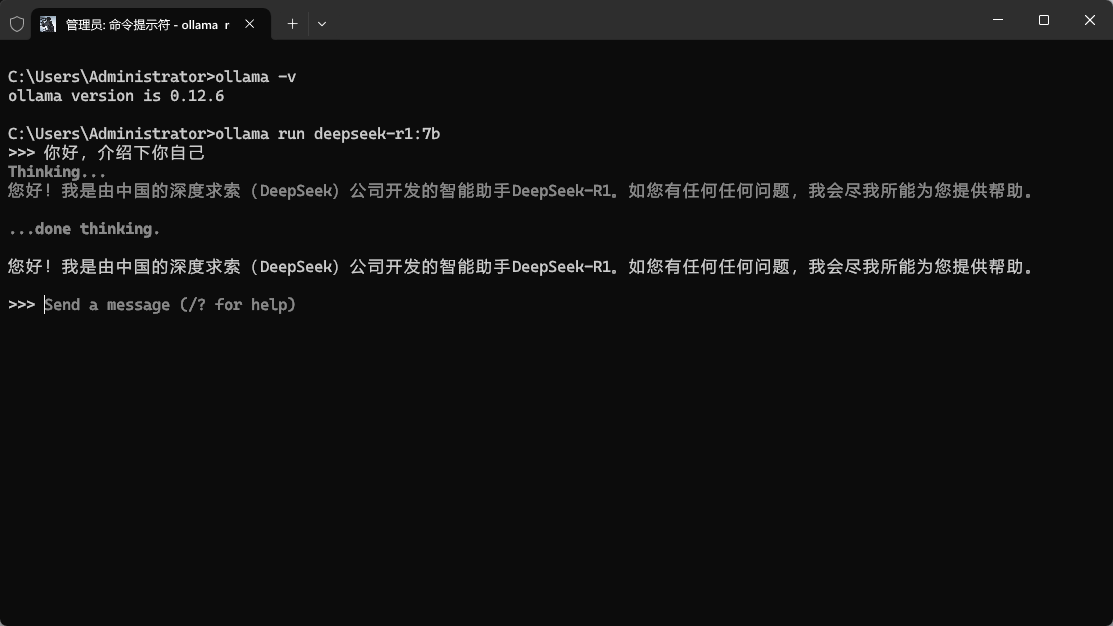 管理员: 命令提示符 - ollama  r
C:\Users\Administrator>ollama -v
ollama version is 0.12.6
C:\Users\Administrator>ollama run deepseek-r1:7b
>>> 你好，介绍下你自己
Thinking...
您好！我是由中国的深度求索（DeepSeek）公司开发的智能助手DeepSeek-R1。如您有任何任何问题，我会尽我所能为您提供帮助。
...done thinking.
您好！我是由中国的深度求索（DeepSeek）公司开发的智能助手DeepSeek-R1。如您有任何任何问题，我会尽我所能为您提供帮助。
>>> Send a message (/? for help)